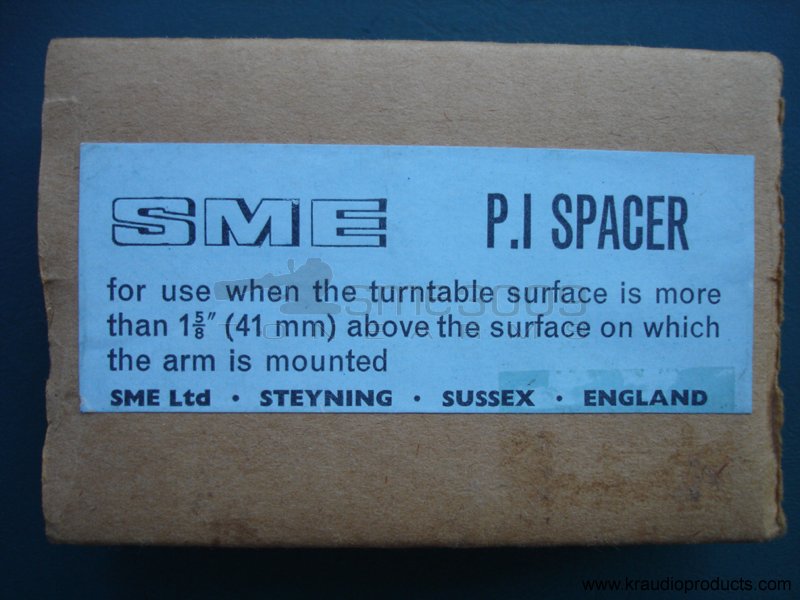 SME P.I SPACER
for use when the turntable surface is more
than 1⅝" (41 mm) above the surface on which
the arm is mounted
SME Ltd · STEYNING · SUSSEX · ENGLAND
www.kraudioproducts.com